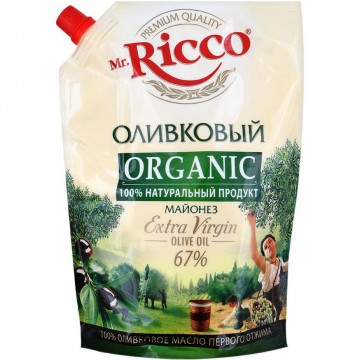 PREMIUM QUALITY
Mr. Ricco®
ОЛИВКОВЫЙ
ORGANIC
100% НАТУРАЛЬНЫЙ ПРОДУКТ
МАЙОНЕЗ
Extra Virgin
OLIVE OIL
67%
100% ОЛИВКОВОЕ МАСЛО ПЕРВОГО ОТЖИМА